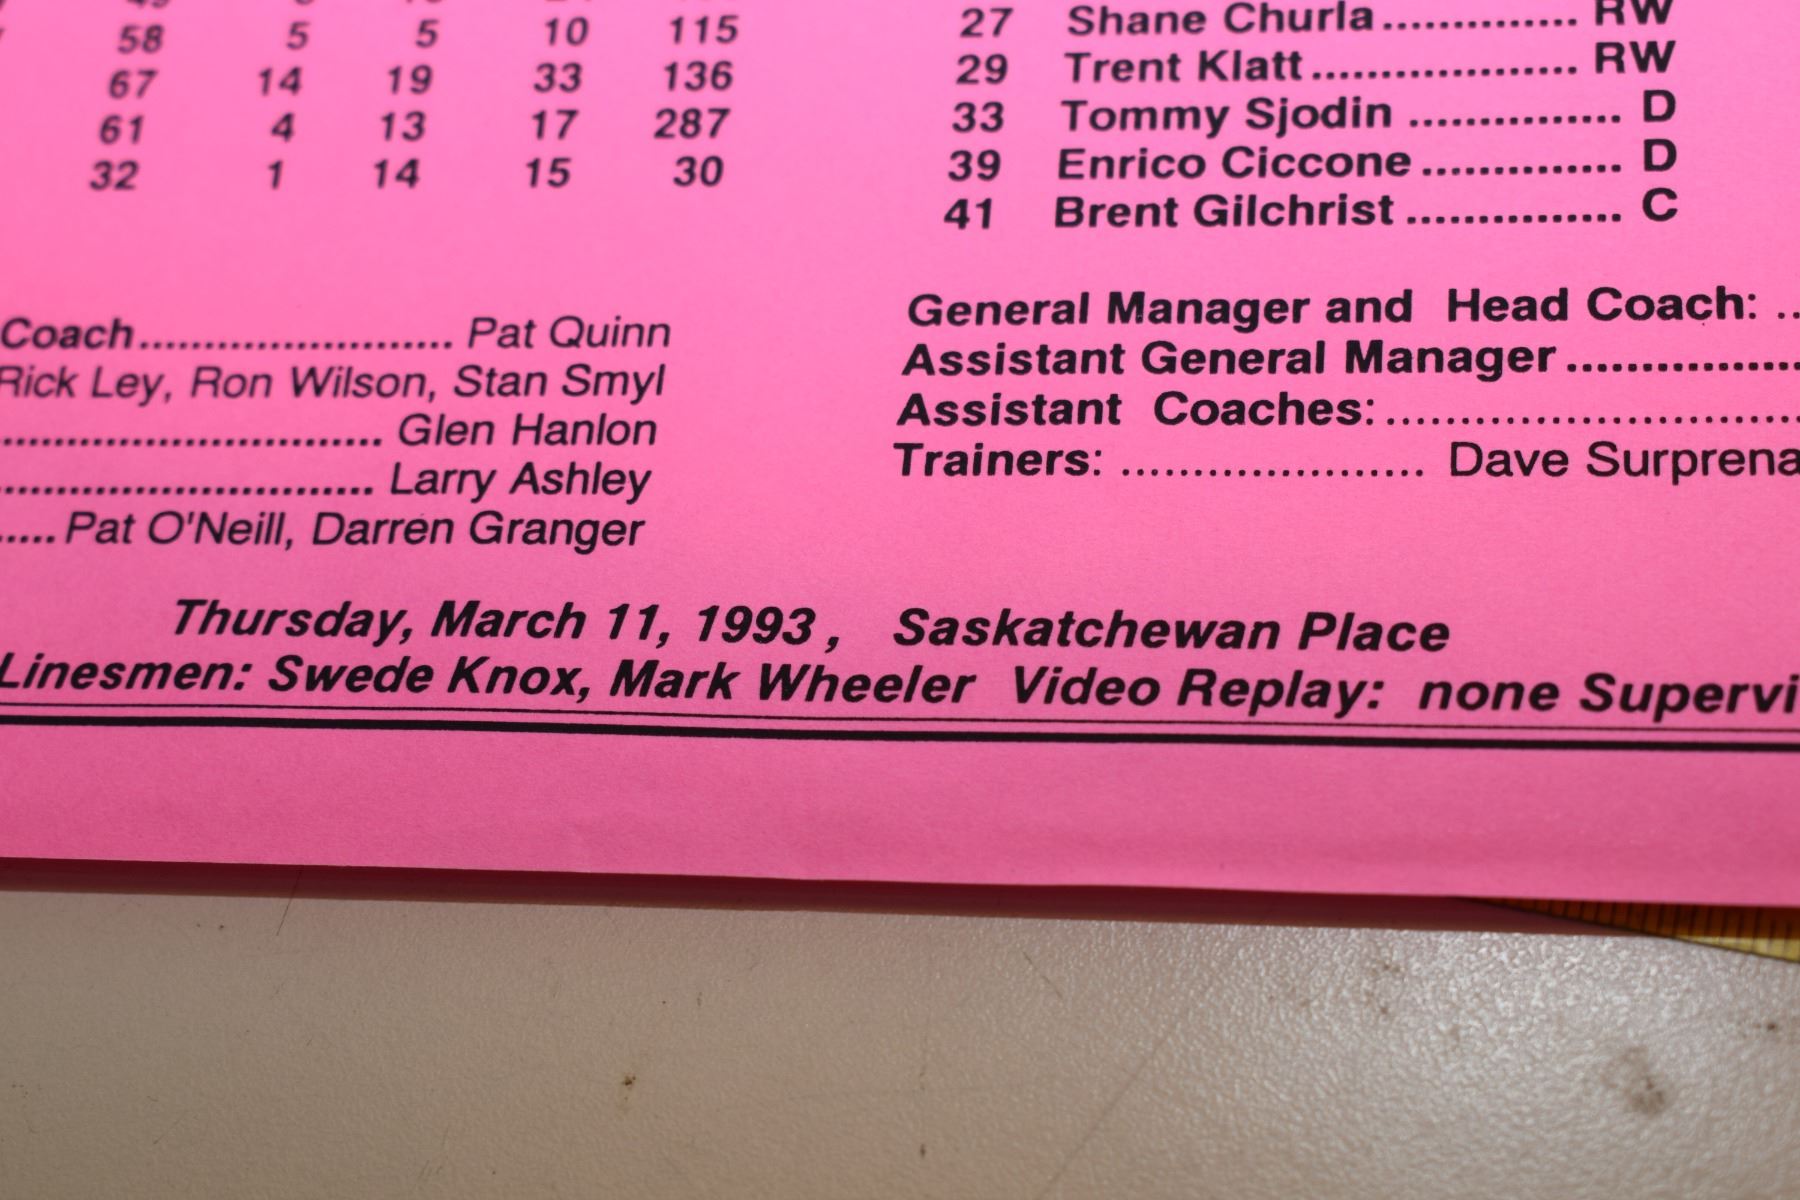 58 5 5 10 115
67 14 19 33 136
61 4 13 17 287
32 1 14 15 30
27 Shane Churla.............. RW
29 Trent Klatt................... RW
33 Tommy Sjodin ............... D
39 Enrico Ciccone.............. D
41 Brent Gilchrist ............... C
Coach....................... Pat Quinn
Rick Ley, Ron Wilson, Stan Smyl
............................ Glen Hanlon
............................ Larry Ashley
..... Pat O'Neill, Darren Granger
General Manager and Head Coach: ..
Assistant General Manager ................
Assistant Coaches:.............................
Trainers: ..................... Dave Surprena
Thursday, March 11, 1993 , Saskatchewan Place
Linesmen: Swede Knox, Mark Wheeler Video Replay: none Supervi